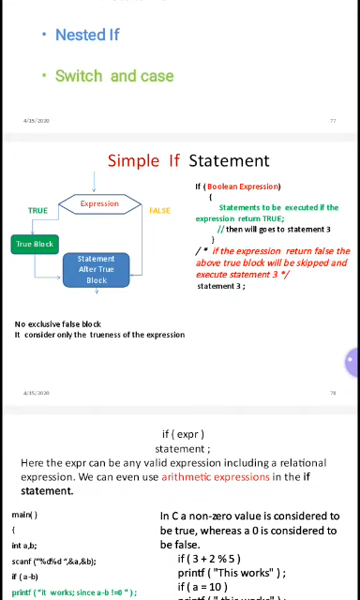 • Nested If
• Switch and case
4/15/2020
77
Simple If Statement
Expression
TRUE
FALSE
True Block
Statement
After True
Block
If ( Boolean Expression)
{
Statements to be executed if the
expression return TRUE;
// then will goes to statement 3
}
/ * if the expression return false the
above true block will be skipped and
execute statement 3 */
statement 3 ;
No exclusive false block
It consider only the trueness of the expression
4/15/2020
78
if ( expr )
statement ;
Here the expr can be any valid expression including a relational
expression. We can even use arithmetic expressions in the if
statement.
main( )
{
int a,b;
scanf ("%d%d ",&a,&b);
if ( a-b)
printf ( "it works; since a-b !=0 " ) ;
In C a non-zero value is considered to
be true, whereas a 0 is considered to
be false.
if ( 3 + 2 % 5 )
printf ( "This works" ) ;
if ( a = 10 )